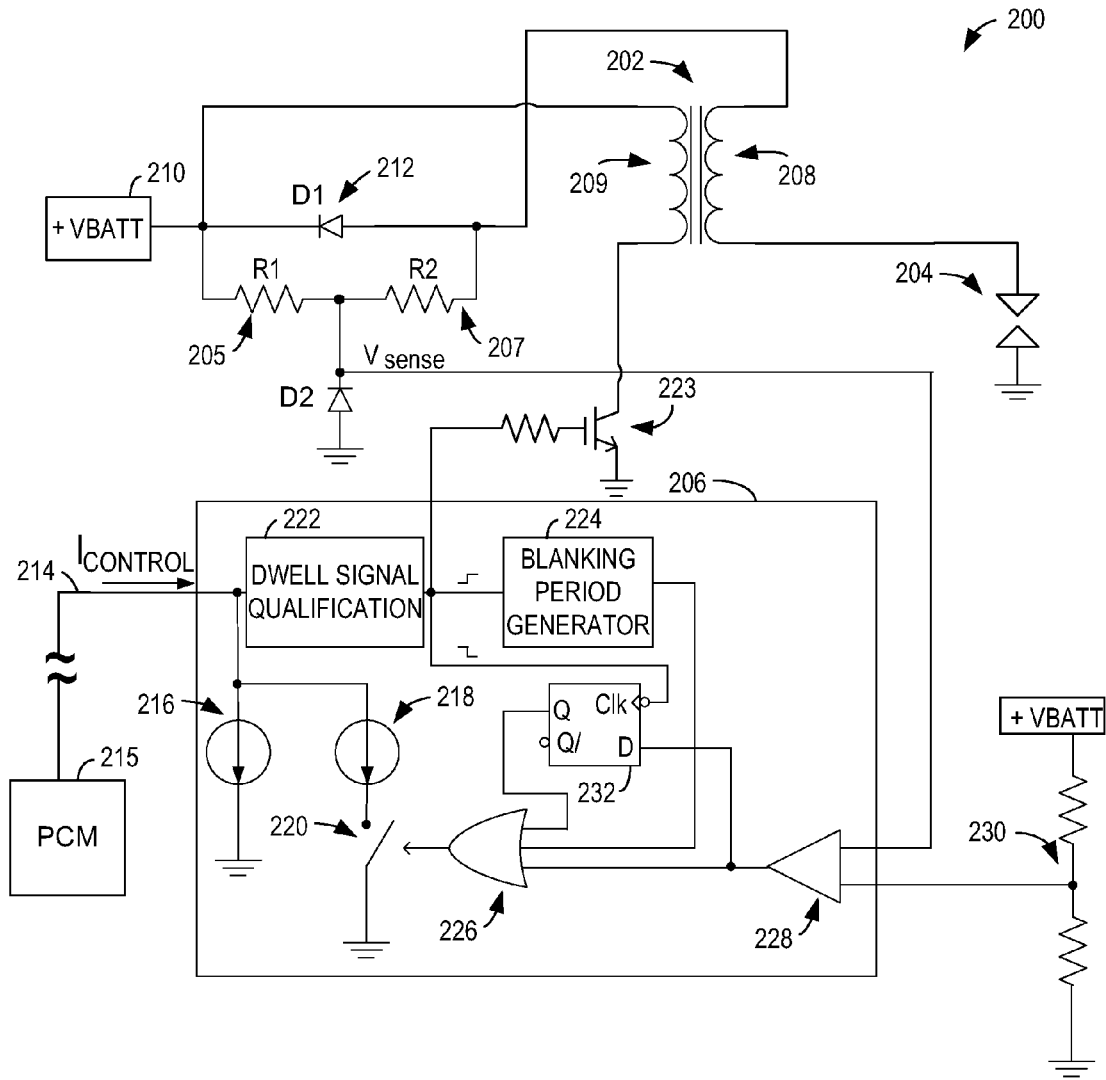 200
202
210
212
D1
+ VBATT
209
208
R1
R2
204
205
207
V sense
D2
223
206
222
224
I CONTROL
214
DWELL SIGNAL
QUALIFICATION
BLANKING
PERIOD
GENERATOR
216
218
Q
Clk
Q/
D
+ VBATT
215
232
PCM
220
230
226
228